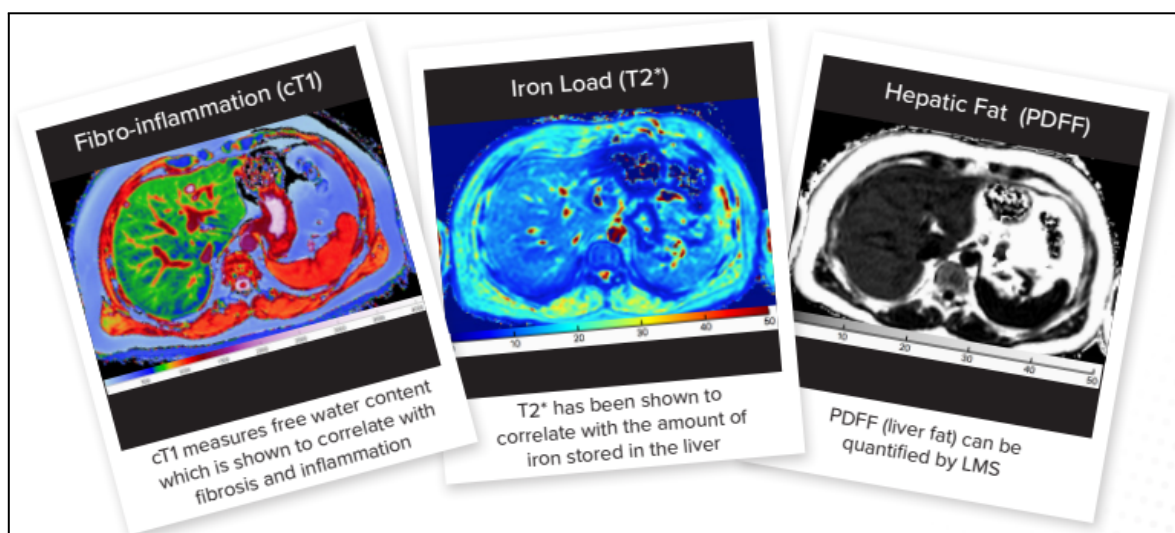 Fibro-inflammation (cT1)
cT1 measures free water content
which is shown to correlate with
fibrosis and inflammation
Iron Load (T2*)
10 20 30 40 50
T2* has been shown to
correlate with the amount of
iron stored in the liver
Hepatic Fat (PDFF)
10 20 30 40 50
PDFF (liver fat) can be
quantified by LMS